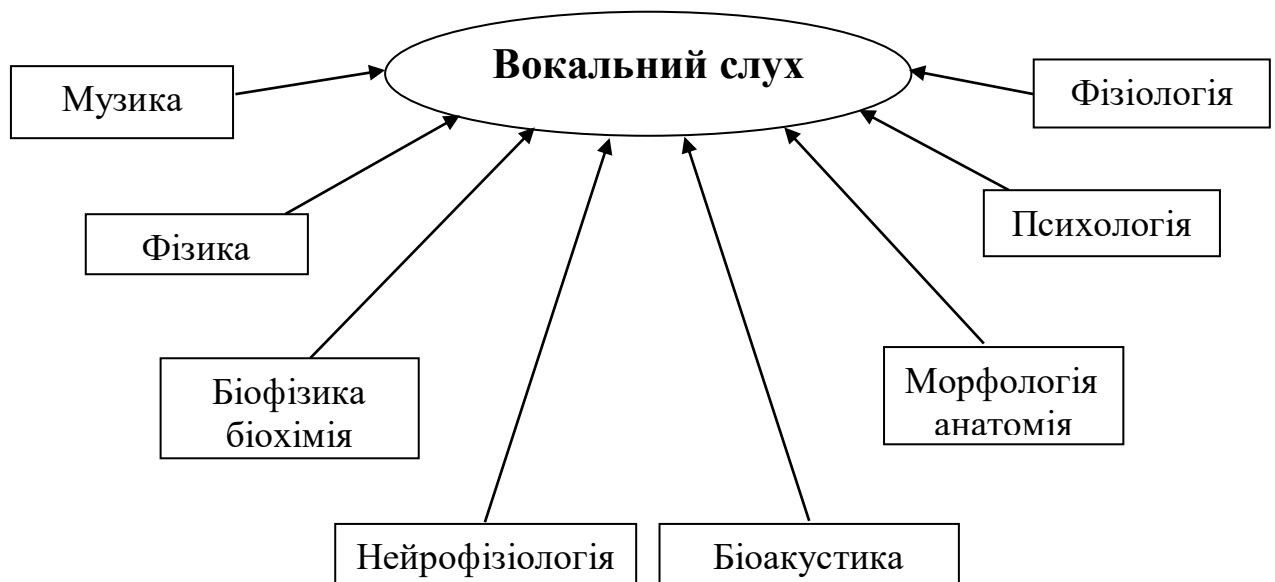 Вокальний слух
Музика
Фізіологія
Фізика
Психологія
Біофізика
біохімія
Морфологія
анатомія
Нейрофізіологія
Біоакустика